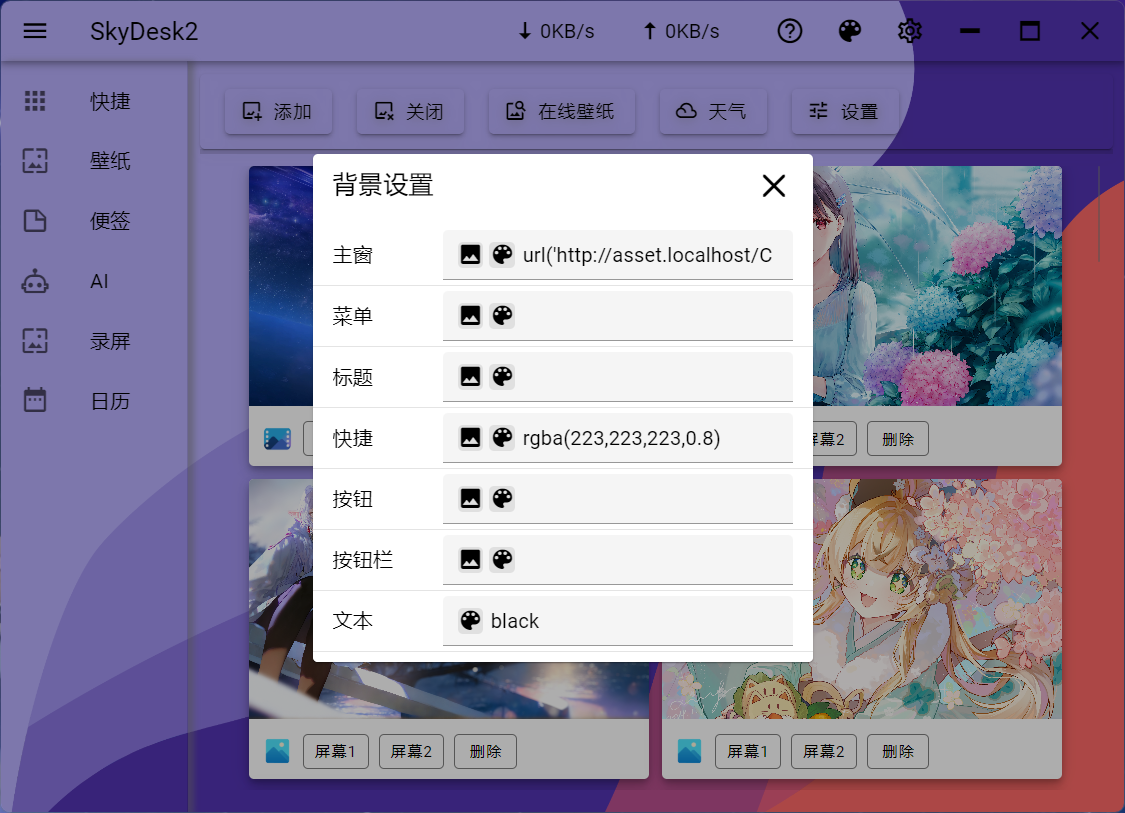 SkyDesk2
0KB/s
0KB/s
快捷
壁纸
便签
AI
录屏
日历
添加
关闭
在线壁纸
天气
设置
背景设置
主窗
url('http://asset.localhost/C
菜单
标题
快捷
rgba(223,223,223,0.8)
按钮
按钮栏
文本
black
屏幕2
删除
屏幕1
屏幕2
删除
屏幕1
屏幕2
删除